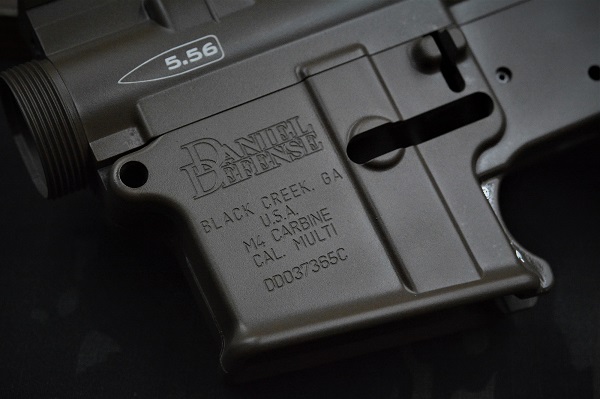 5.56
DANIEL
DEFENSE
BLACK CREEK, GA
U.S.A.
M4 CARBINE
CAL. MULTI
DD037365C